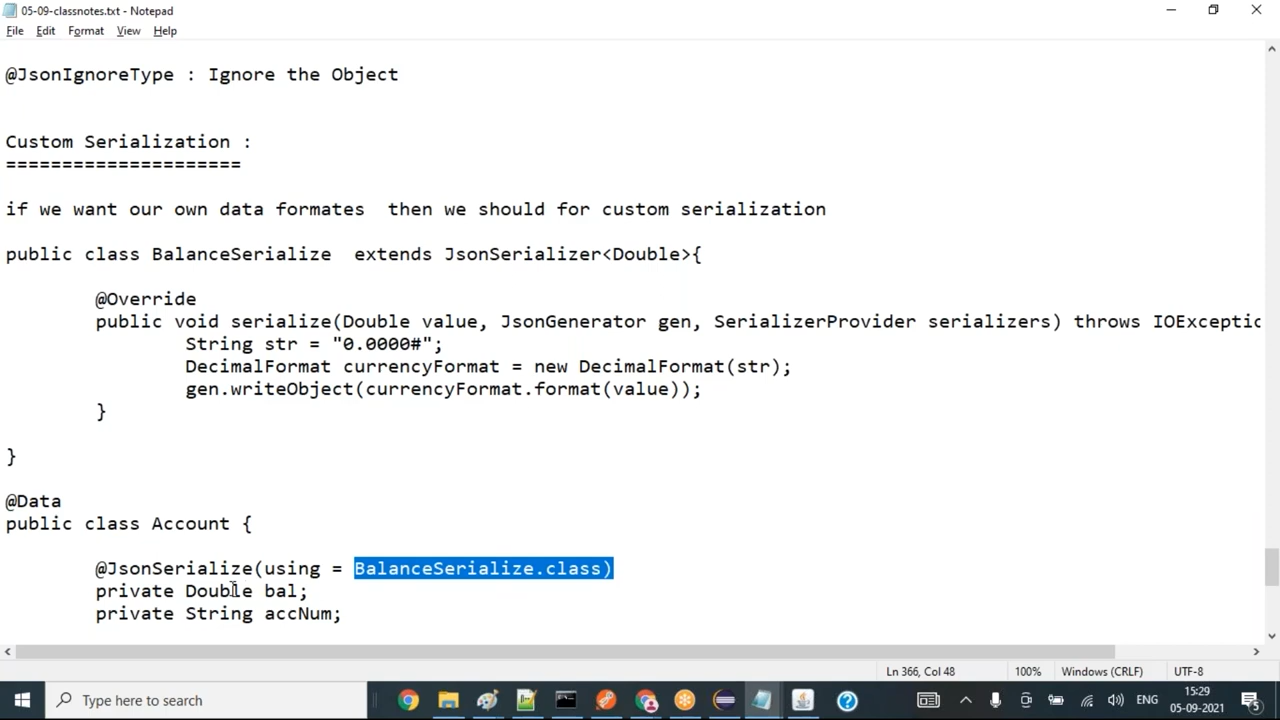 05-09-classnotes.txt - Notepad
File Edit Format View Help
@JsonIgnoreType : Ignore the Object
Custom Serialization :
=====================
if we want our own data formates  then we should for custom serialization
public class BalanceSerialize  extends JsonSerializer<Double>{
@Override
public void serialize(Double value, JsonGenerator gen, SerializerProvider serializers) throws IOExceptic
String str = "0.0000#";
DecimalFormat currencyFormat = new DecimalFormat(str);
gen.writeObject(currencyFormat.format(value));
}
}
@Data
public class Account {
@JsonSerialize(using = BalanceSerialize.class)
private Double bal;
private String accNum;
Ln 366, Col 48 100% Windows (CRLF) UTF-8
Type here to search
ENG
15:29
05-09-2021
5